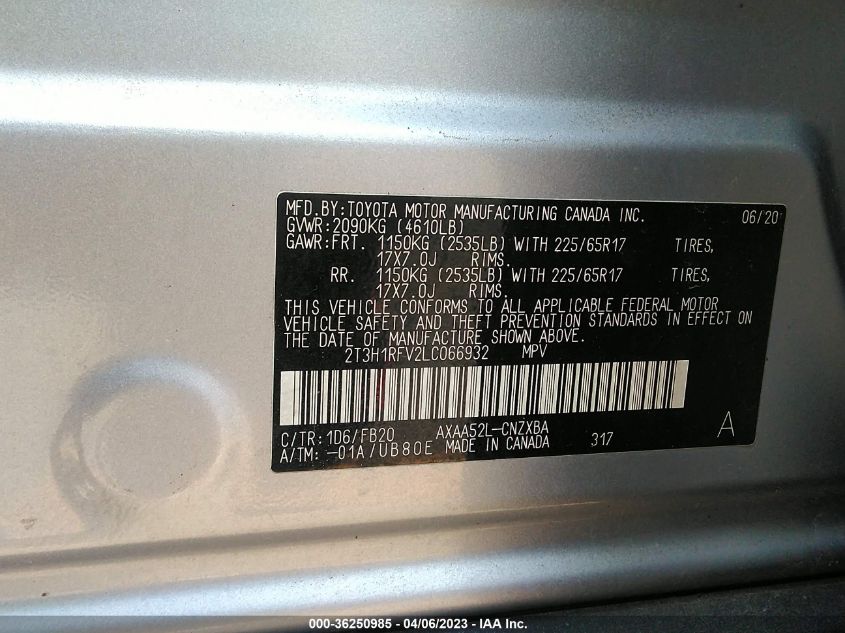 MFD.BY:TOYOTA MOTOR MANUFACTURING CANADA INC. 06/20
GVWR:2090KG (4610LB)
GAWR:FRT. 1150KG (2535LB) WITH 225/65R17 TIRES,
17X7.0J RIMS.
RR. 1150KG (2535LB) WITH 225/65R17 TIRES,
17X7.0J RIMS.
THIS VEHICLE CONFORMS TO ALL APPLICABLE FEDERAL MOTOR
VEHICLE SAFETY AND THEFT PREVENTION STANDARDS IN EFFECT ON
THE DATE OF MANUFACTURE SHOWN ABOVE.
2T3H1RFV2LC066932 MPV
C/TR:1D6/FB20 AXAA52L-CNZXBA
A/TM:-01A/UB80E MADE IN CANADA 317 A
000-36250985 - 04/06/2023 - IAA Inc.